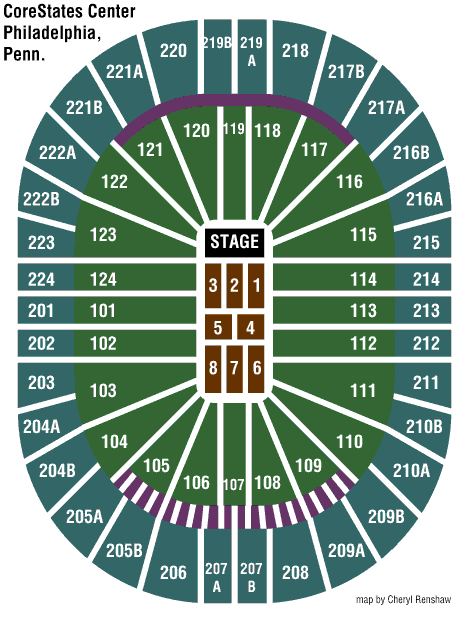 CoreStates Center
Philadelphia,
Penn.
220
219B
219
A
218
221A
217B
221B
217A
222A
216B
222B
216A
223
215
224
214
201
213
202
212
203
211
204A
210B
204B
210A
205A
209B
205B
209A
206
207
A
207
B
208
120
119
118
121
117
122
116
123
115
124
114
101
113
102
112
103
111
104
110
105
109
106
107
108
STAGE
3
2
1
5
4
8
7
6
map by Cheryl Renshaw